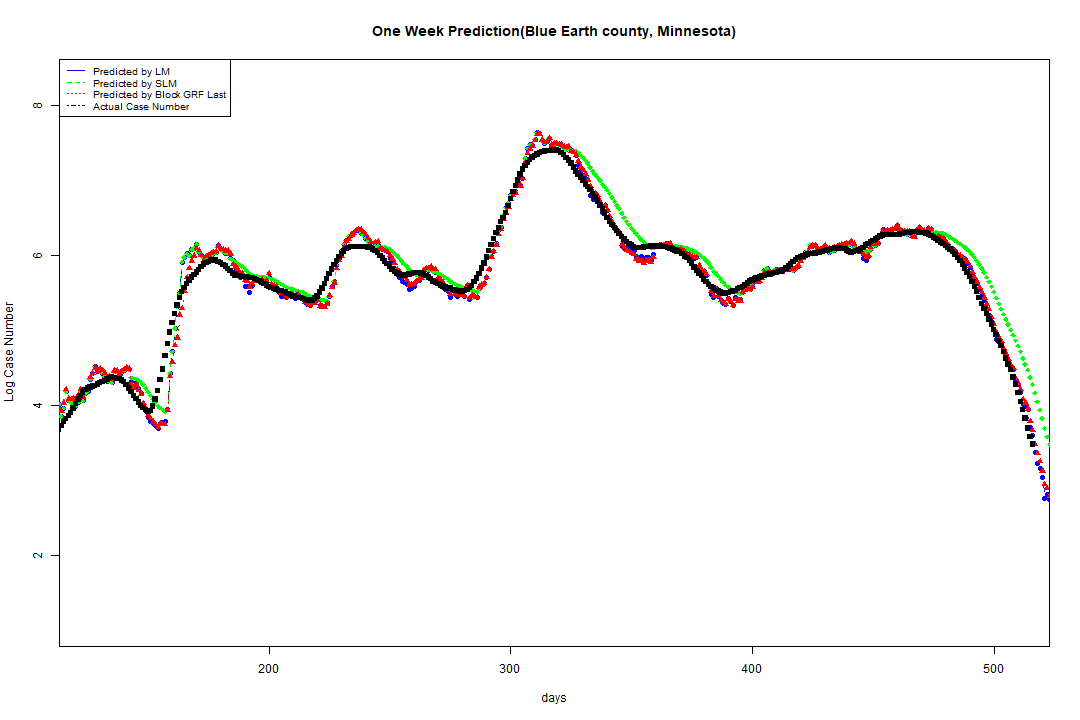 One Week Prediction(Blue Earth county, Minnesota)
Predicted by LM
Predicted by SLM
Predicted by Block GRF Last
Actual Case Number
8
6
4
2
Log Case Number
200 300 400 500
days